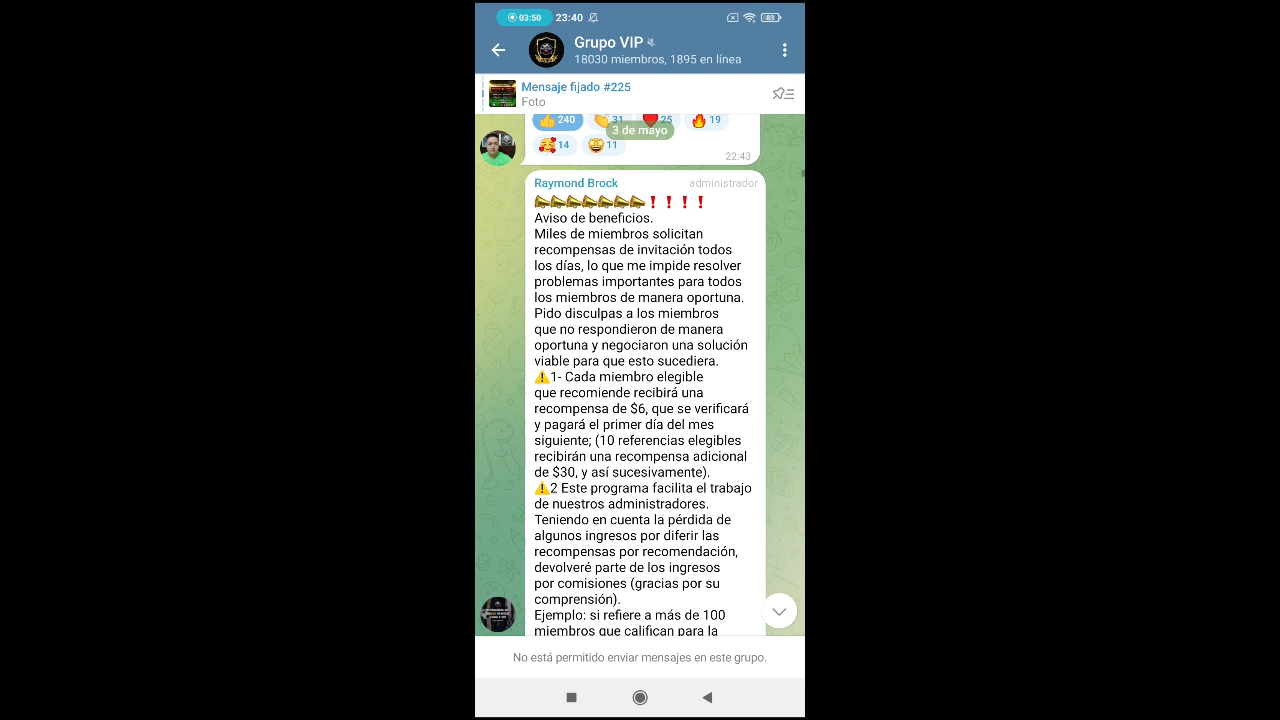 03:50 23:40 83
Grupo VIP
18030 miembros, 1895 en línea
Mensaje fijado #225
Foto
240 31 25 19
3 de mayo
14 11
22:43
Raymond Brock administrador
Aviso de beneficios.
Miles de miembros solicitan
recompensas de invitación todos
los días, lo que me impide resolver
problemas importantes para todos
los miembros de manera oportuna.
Pido disculpas a los miembros
que no respondieron de manera
oportuna y negociaron una solución
viable para que esto sucediera.
⚠️1- Cada miembro elegible
que recomiende recibirá una
recompensa de $6, que se verificará
y pagará el primer día del mes
siguiente; (10 referencias elegibles
recibirán una recompensa adicional
de $30, y así sucesivamente).
⚠️2 Este programa facilita el trabajo
de nuestros administradores.
Teniendo en cuenta la pérdida de
algunos ingresos por diferir las
recompensas por recomendación,
devolveré parte de los ingresos
por comisiones (gracias por su
comprensión).
Ejemplo: si refiere a más de 100
miembros que califican para la
No está permitido enviar mensajes en este grupo.